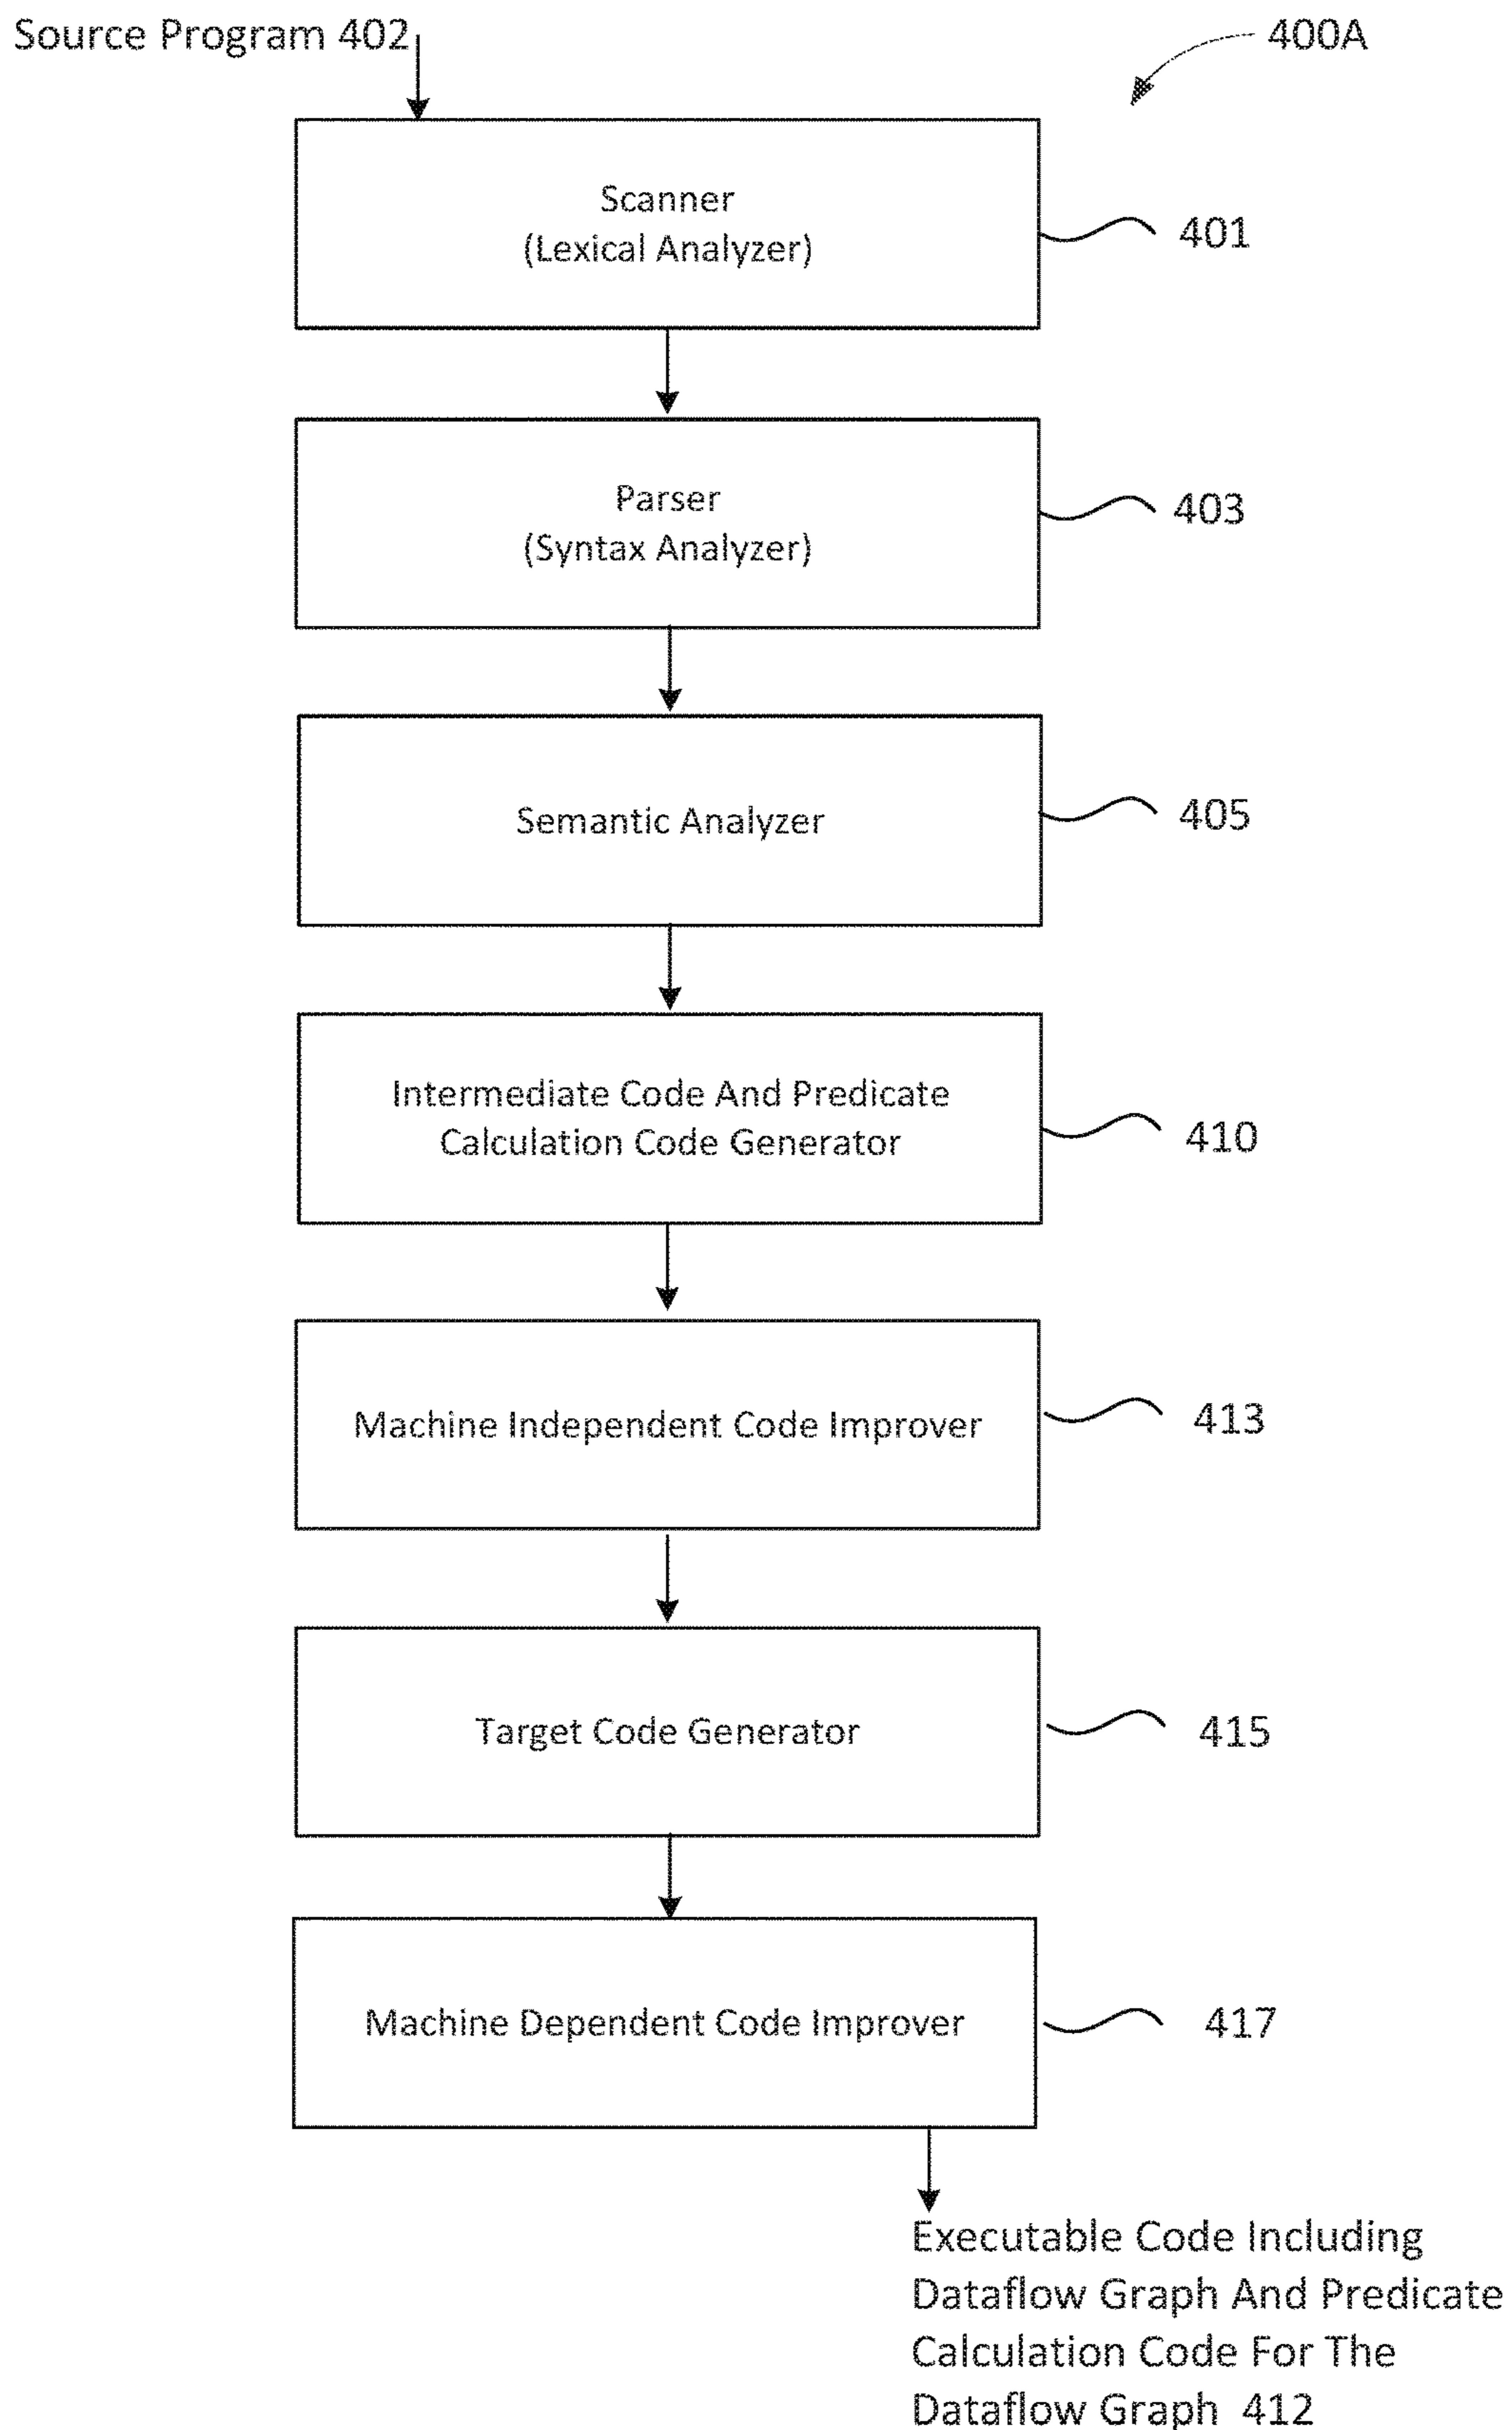 Source Program 402
400A
Scanner
(Lexical Analyzer)
401
Parser
(Syntax Analyzer)
403
Semantic Analyzer
405
Intermediate Code And Predicate
Calculation Code Generator
410
Machine Independent Code Improver
413
Target Code Generator
415
Machine Dependent Code Improver
417
Executable Code Including
Dataflow Graph And Predicate
Calculation Code For The
Dataflow Graph 412